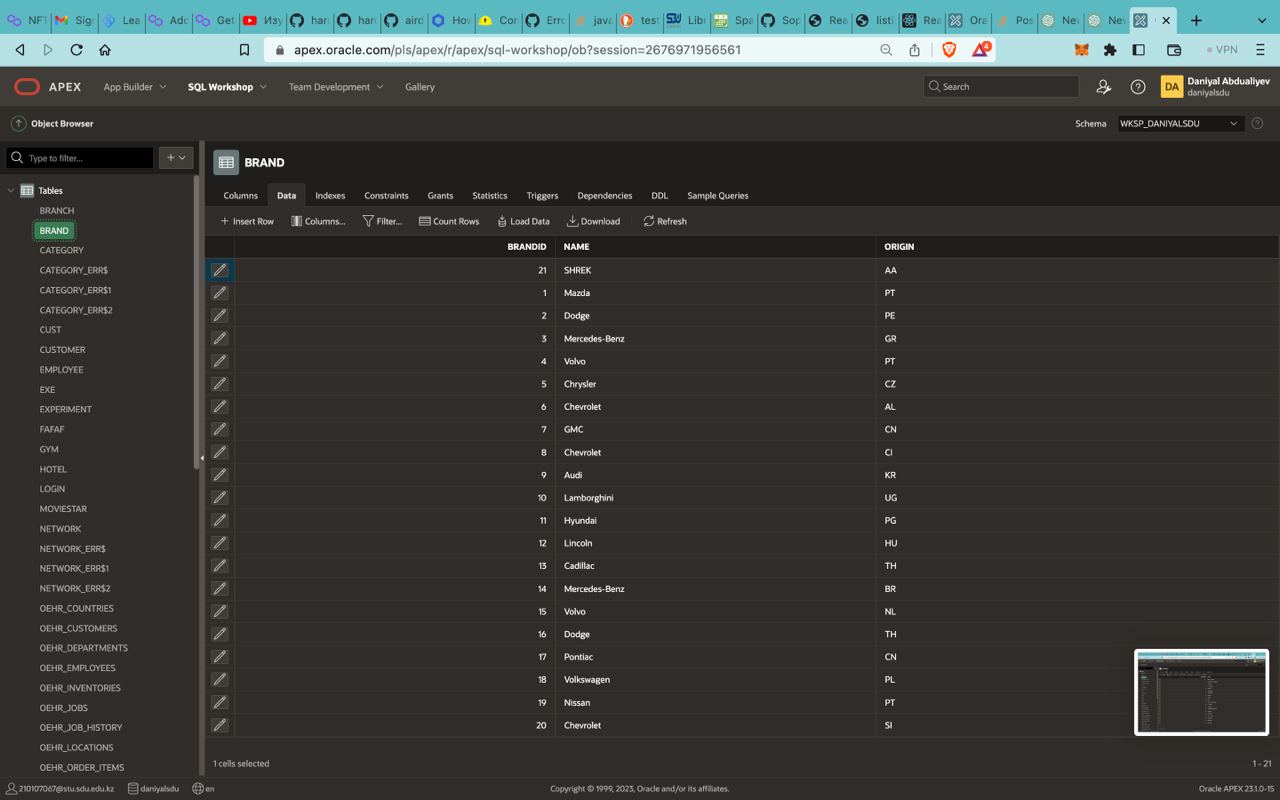 NFT
Sign
Lea
Add
Get
Изу
hard
hard
aird
How
Con
Erro
java
test
Libr
Spa
Sop
Rea
listi
Rea
Ora
Pos
Nev
Nev
apex.oracle.com/pls/apex/r/apex/sql-workshop/ob?session=2676971956561
4
VPN
APEX App Builder SQL Workshop Team Development Gallery Search DA Daniyal Abdualiyev
daniyalsdu
Object Browser Schema WKSP_DANIYALSDU
Type to filter...
BRAND
Columns Data Indexes Constraints Grants Statistics Triggers Dependencies DDL Sample Queries
Insert Row Columns... Filter... Count Rows Load Data Download Refresh
Tables
BRANCH
BRAND
CATEGORY
CATEGORY_ERR$
CATEGORY_ERR$1
CATEGORY_ERR$2
CUST
CUSTOMER
EMPLOYEE
EXE
EXPERIMENT
FAFAF
GYM
HOTEL
LOGIN
MOVIESTAR
NETWORK
NETWORK_ERR$
NETWORK_ERR$1
NETWORK_ERR$2
OEHR_COUNTRIES
OEHR_CUSTOMERS
OEHR_DEPARTMENTS
OEHR_EMPLOYEES
OEHR_INVENTORIES
OEHR_JOBS
OEHR_JOB_HISTORY
OEHR_LOCATIONS
OEHR_ORDER_ITEMS
BRANDID NAME ORIGIN
21 SHREK AA
1 Mazda PT
2 Dodge PE
3 Mercedes-Benz GR
4 Volvo PT
5 Chrysler CZ
6 Chevrolet AL
7 GMC CN
8 Chevrolet CI
9 Audi KR
10 Lamborghini UG
11 Hyundai PG
12 Lincoln HU
13 Cadillac TH
14 Mercedes-Benz BR
15 Volvo NL
16 Dodge TH
17 Pontiac CN
18 Volkswagen PL
19 Nissan PT
20 Chevrolet SI
1 cells selected 1 - 21
210107067@stu.sdu.edu.kz daniyalsdu en Copyright © 1999, 2023, Oracle and/or its affiliates. Oracle APEX 23.1.0-15